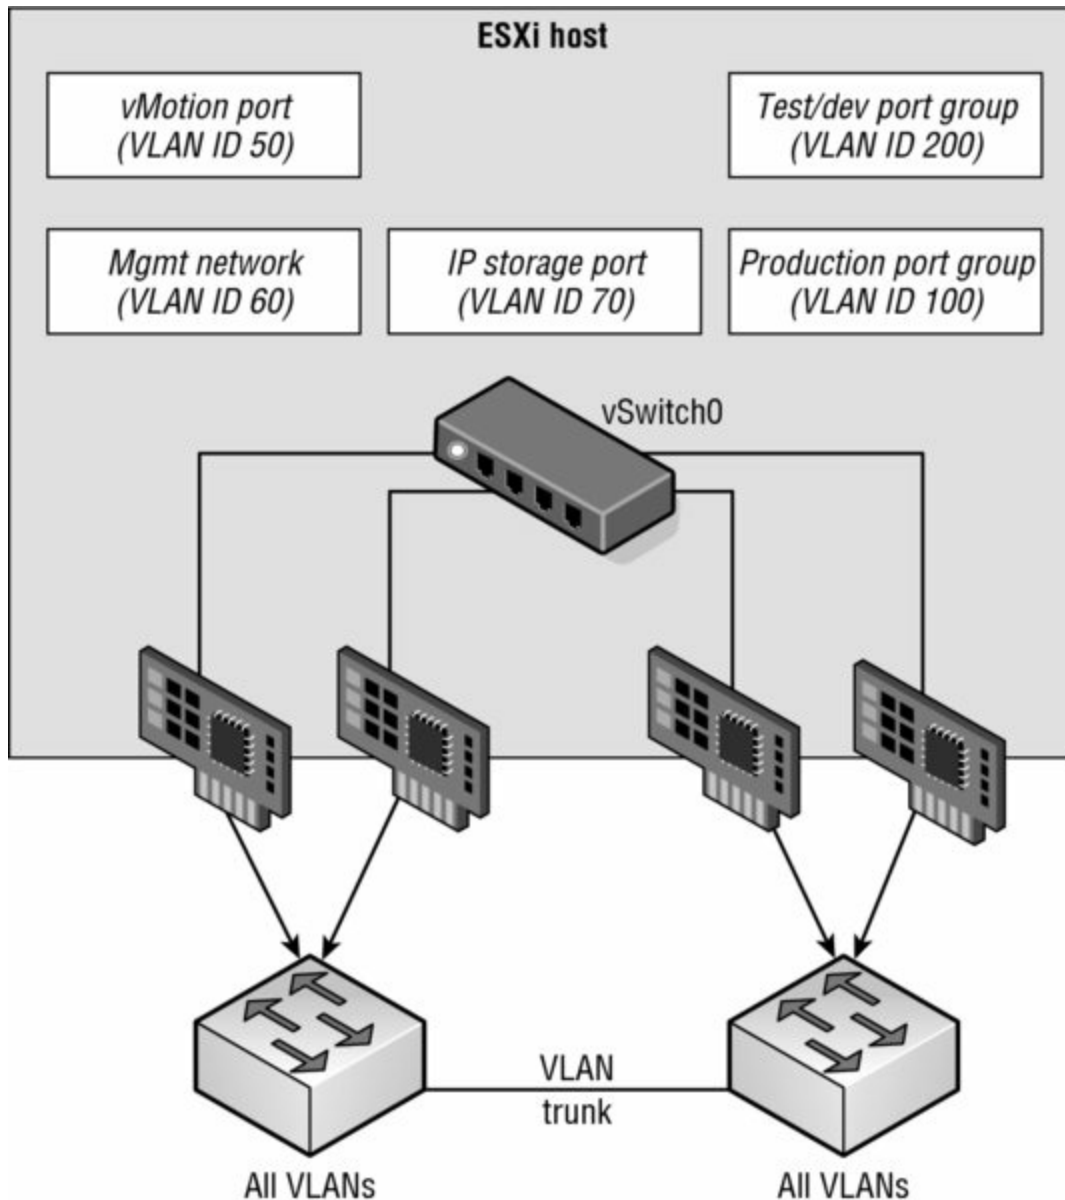 ESXi host
vMotion port
(VLAN ID 50)
Test/dev port group
(VLAN ID 200)
Mgmt network
(VLAN ID 60)
IP storage port
(VLAN ID 70)
Production port group
(VLAN ID 100)
vSwitch0
VLAN
trunk
All VLANs
All VLANs